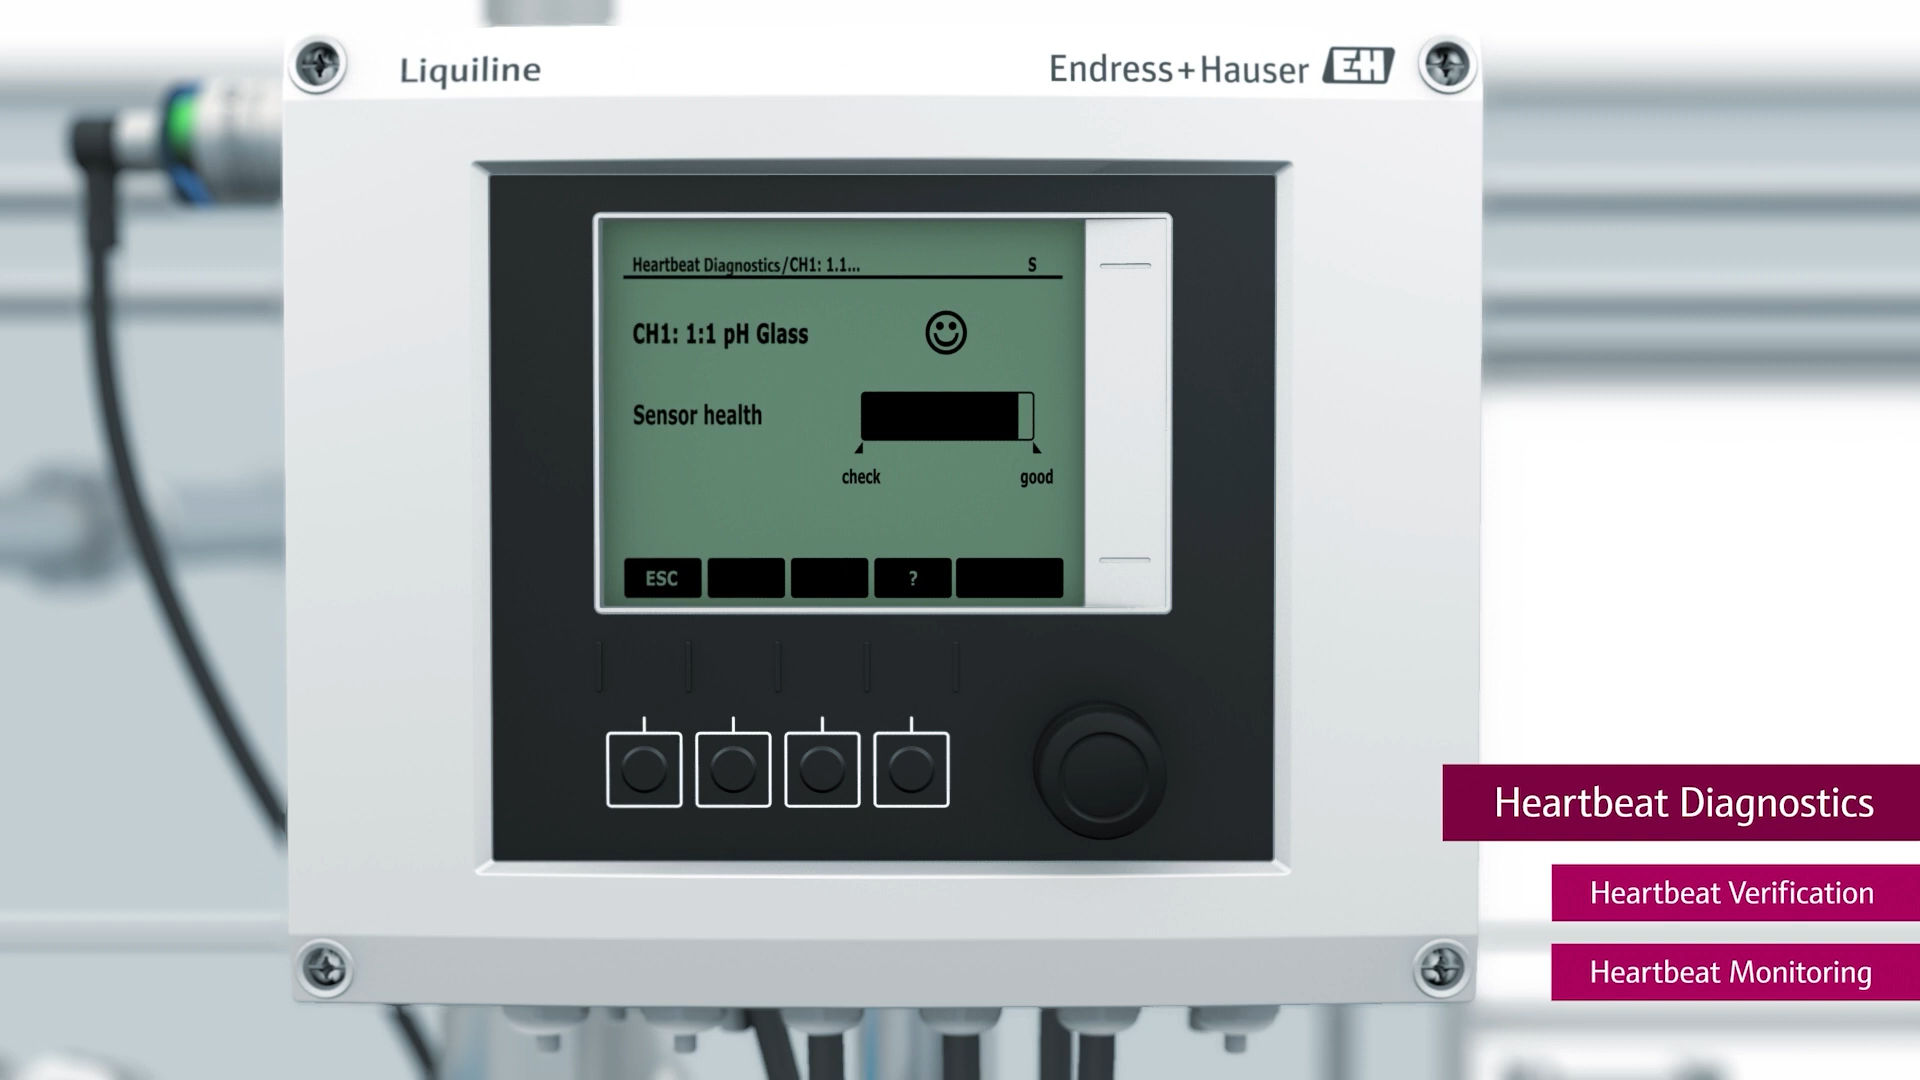 Liquiline
Endress+Hauser EH
Heartbeat Diagnostics/CH1: 1.1... S
CH1: 1:1 pH Glass
Sensor health
check good
ESC ?
Heartbeat Diagnostics
Heartbeat Verification
Heartbeat Monitoring